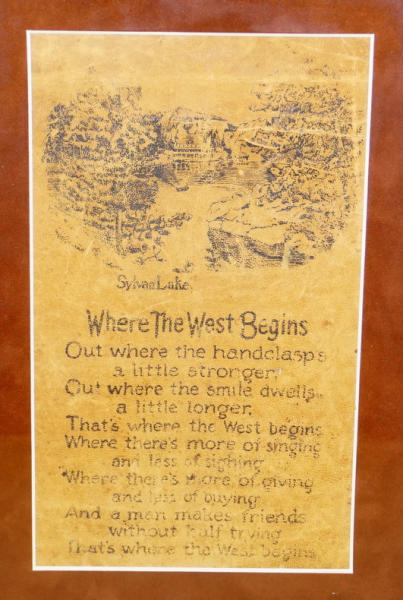 Sylvan Lake
Where The West Begins
Out where the handclasps
a little stronger,
Out where the smile dwells
a little longer,
That's where the West begins
Where there's more of singing
and less of sighing
Where there's more of giving
and less of buying
And a man makes friends
without half trying
That's where the West begins